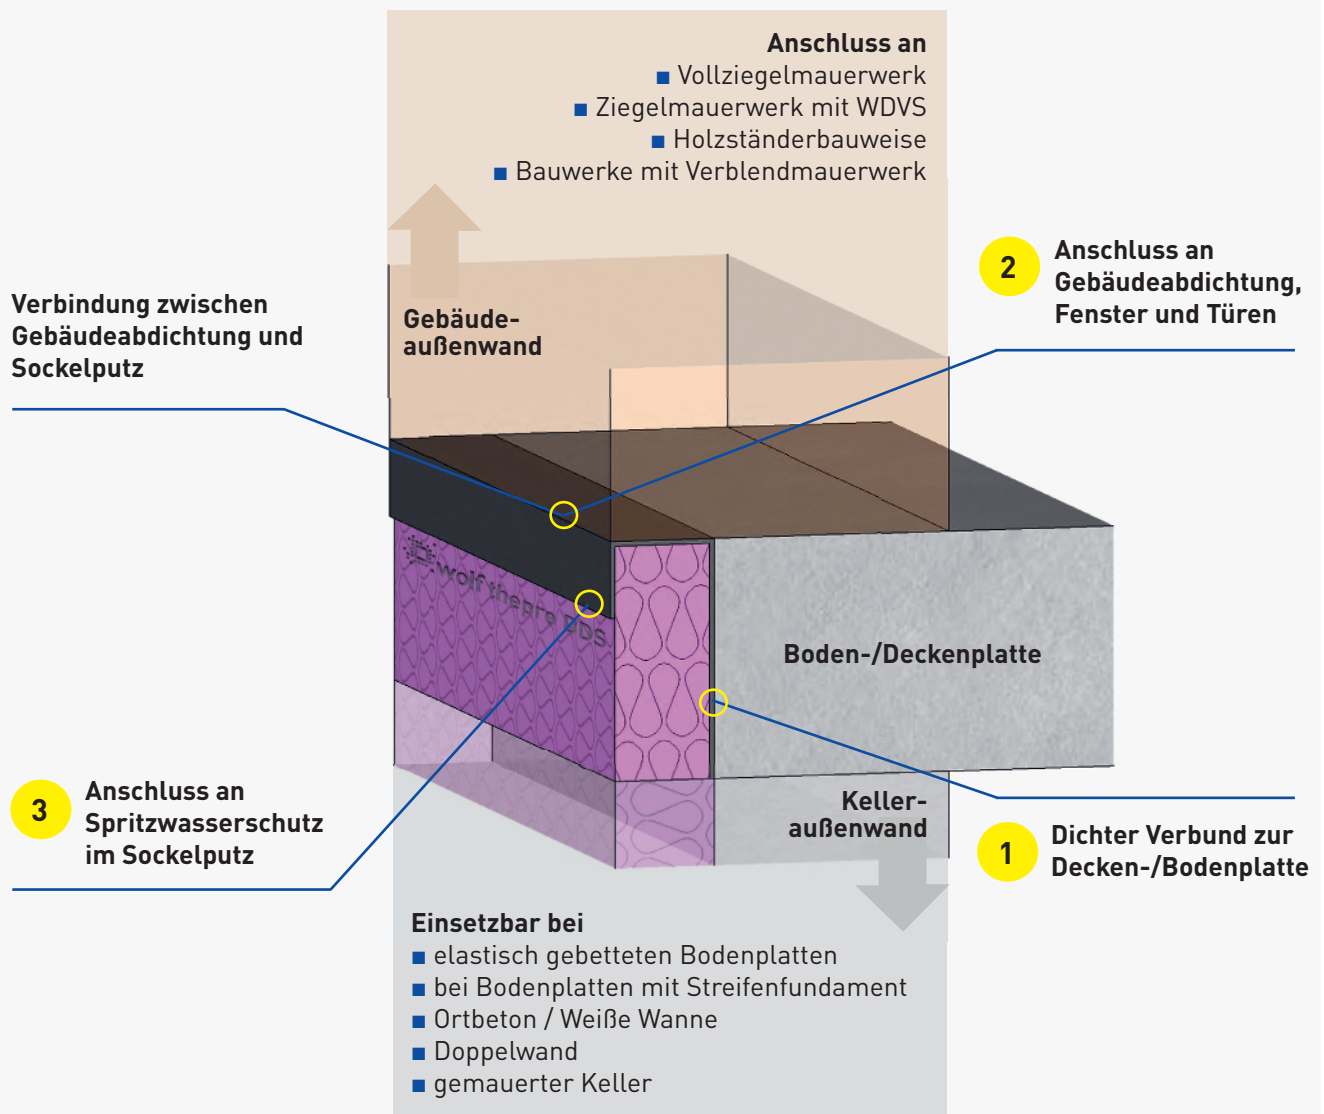 Anschluss an
■ Vollziegelmauerwerk
■ Ziegelmauerwerk mit WDVS
■ Holzständerbauweise
■ Bauwerke mit Verblendmauerwerk
2
Anschluss an
Gebäudeabdichtung,
Fenster und Türen
Verbindung zwischen
Gebäudeabdichtung und
Sockelputz
Gebäude-
außenwand
wolf thepre DDS
Boden-/Deckenplatte
3
Anschluss an
Spritzwasserschutz
im Sockelputz
Keller-
außenwand
1
Dichter Verbund zur
Decken-/Bodenplatte
Einsetzbar bei
■ elastisch gebetteten Bodenplatten
■ bei Bodenplatten mit Streifenfundament
■ Ortbeton / Weiße Wanne
■ Doppelwand
■ gemauerter Keller